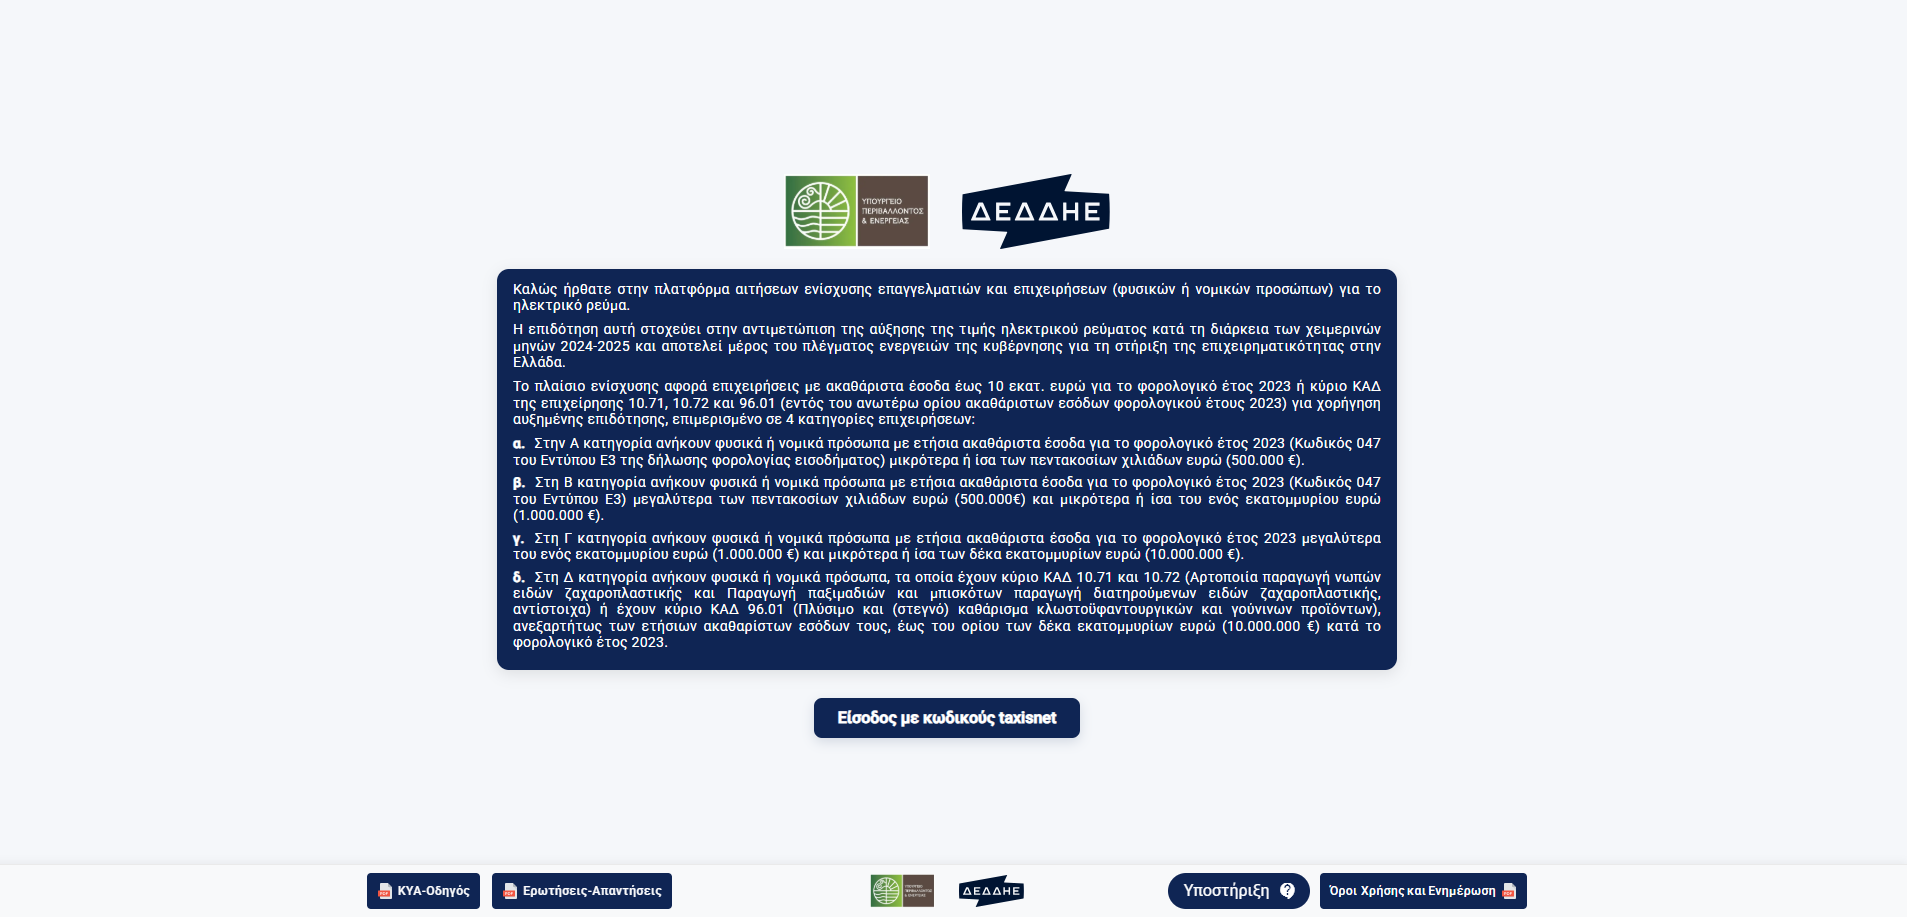 ΥΠΟΥΡΓΕΙΟ
ΠΕΡΙΒΑΛΛΟΝΤΟΣ
& ΕΝΕΡΓΕΙΑΣ
ΔΕΔΔΗΕ
Καλώς ήρθατε στην πλατφόρμα αιτήσεων ενίσχυσης επαγγελματιών και επιχειρήσεων (φυσικών ή νομικών προσώπων) για το
ηλεκτρικό ρεύμα.
Η επιδότηση αυτή στοχεύει στην αντιμετώπιση της αύξησης της τιμής ηλεκτρικού ρεύματος κατά τη διάρκεια των χειμερινών
μηνών 2024-2025 και αποτελεί μέρος του πλέγματος ενεργειών της κυβέρνησης για τη στήριξη της επιχειρηματικότητας στην
Ελλάδα.
Το πλαίσιο ενίσχυσης αφορά επιχειρήσεις με ακαθάριστα έσοδα έως 10 εκατ. ευρώ για το φορολογικό έτος 2023 ή κύριο ΚΑΔ
της επιχείρησης 10.71, 10.72 και 96.01 (εντός του ανωτέρω ορίου ακαθάριστων εσόδων φορολογικού έτους 2023) για χορήγηση
αυξημένης επιδότησης, επιμερισμένο σε 4 κατηγορίες επιχειρήσεων:
α. Στην Α κατηγορία ανήκουν φυσικά ή νομικά πρόσωπα με ετήσια ακαθάριστα έσοδα για το φορολογικό έτος 2023 (Κωδικός 047
του Εντύπου Ε3 της δήλωσης φορολογίας εισοδήματος) μικρότερα ή ίσα των πεντακοσίων χιλιάδων ευρώ (500.000 €).
β. Στη Β κατηγορία ανήκουν φυσικά ή νομικά πρόσωπα με ετήσια ακαθάριστα έσοδα για το φορολογικό έτος 2023 (Κωδικός 047
του Εντύπου Ε3) μεγαλύτερα των πεντακοσίων χιλιάδων ευρώ (500.000€) και μικρότερα ή ίσα του ενός εκατομμυρίου ευρώ
(1.000.000 €).
γ. Στη Γ κατηγορία ανήκουν φυσικά ή νομικά πρόσωπα με ετήσια ακαθάριστα έσοδα για το φορολογικό έτος 2023 μεγαλύτερα
του ενός εκατομμυρίου ευρώ (1.000.000 €) και μικρότερα ή ίσα των δέκα εκατομμυρίων ευρώ (10.000.000 €).
δ. Στη Δ κατηγορία ανήκουν φυσικά ή νομικά πρόσωπα, τα οποία έχουν κύριο ΚΑΔ 10.71 και 10.72 (Αρτοποιία παραγωγή νωπών
ειδών ζαχαροπλαστικής και Παραγωγή παξιμαδιών και μπισκότων παραγωγή διατηρούμενων ειδών ζαχαροπλαστικής,
αντίστοιχα) ή έχουν κύριο ΚΑΔ 96.01 (Πλύσιμο και (στεγνό) καθάρισμα κλωστοϋφαντουργικών και γούνινων προϊόντων),
ανεξαρτήτως των ετήσιων ακαθαρίστων εσόδων τους, έως του ορίου των δέκα εκατομμυρίων ευρώ (10.000.000 €) κατά το
φορολογικό έτος 2023.
Είσοδος με κωδικούς taxisnet
ΚΥΑ-Οδηγός
Ερωτήσεις-Απαντήσεις
ΥΠΟΥΡΓΕΙΟ
ΠΕΡΙΒΑΛΛΟΝΤΟΣ
& ΕΝΕΡΓΕΙΑΣ
ΔΕΔΔΗΕ
Υποστήριξη
Όροι Χρήσης και Ενημέρωση